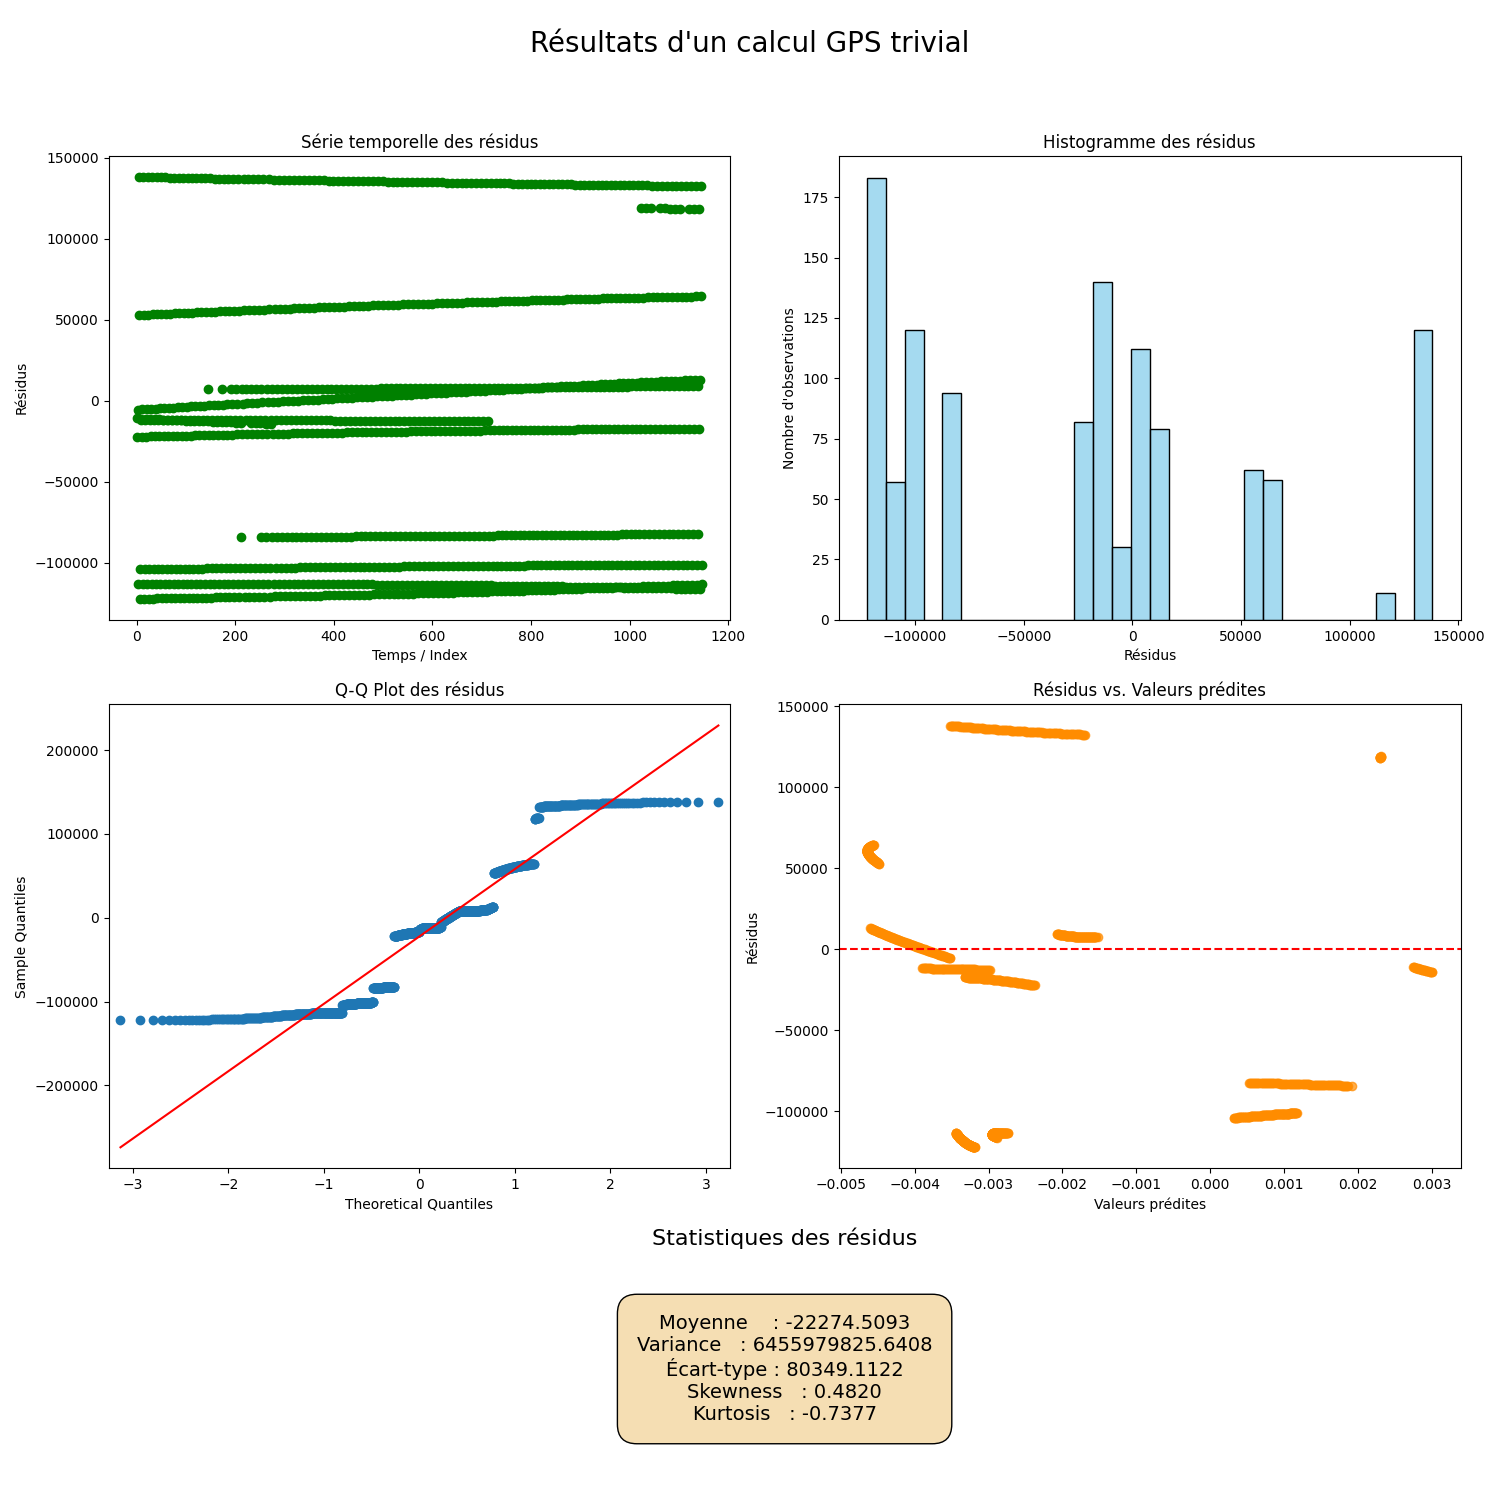 Résultats d'un calcul GPS trivial
Série temporelle des résidus
150000
100000
50000
0
−50000
−100000
Résidus
0 200 400 600 800 1000 1200
Temps / Index
Histogramme des résidus
175
150
125
100
75
50
25
0
Nombre d'observations
−100000 −50000 0 50000 100000 150000
Résidus
Q-Q Plot des résidus
200000
100000
0
−100000
−200000
Sample Quantiles
−3 −2 −1 0 1 2 3
Theoretical Quantiles
Résidus vs. Valeurs prédites
150000
100000
50000
0
−50000
−100000
Résidus
−0.005 −0.004 −0.003 −0.002 −0.001 0.000 0.001 0.002 0.003
Valeurs prédites
Statistiques des résidus
Moyenne : -22274.5093
Variance : 6455979825.6408
Écart-type : 80349.1122
Skewness : 0.4820
Kurtosis : -0.7377